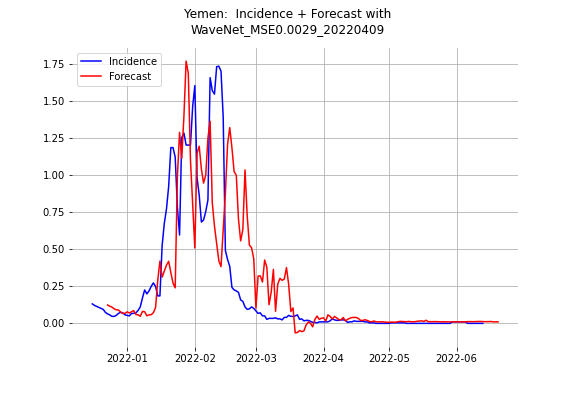 Yemen:  Incidence + Forecast with
WaveNet_MSE0.0029_20220409
Incidence
Forecast
1.75
1.50
1.25
1.00
0.75
0.50
0.25
0.00
2022-01 2022-02 2022-03 2022-04 2022-05 2022-06